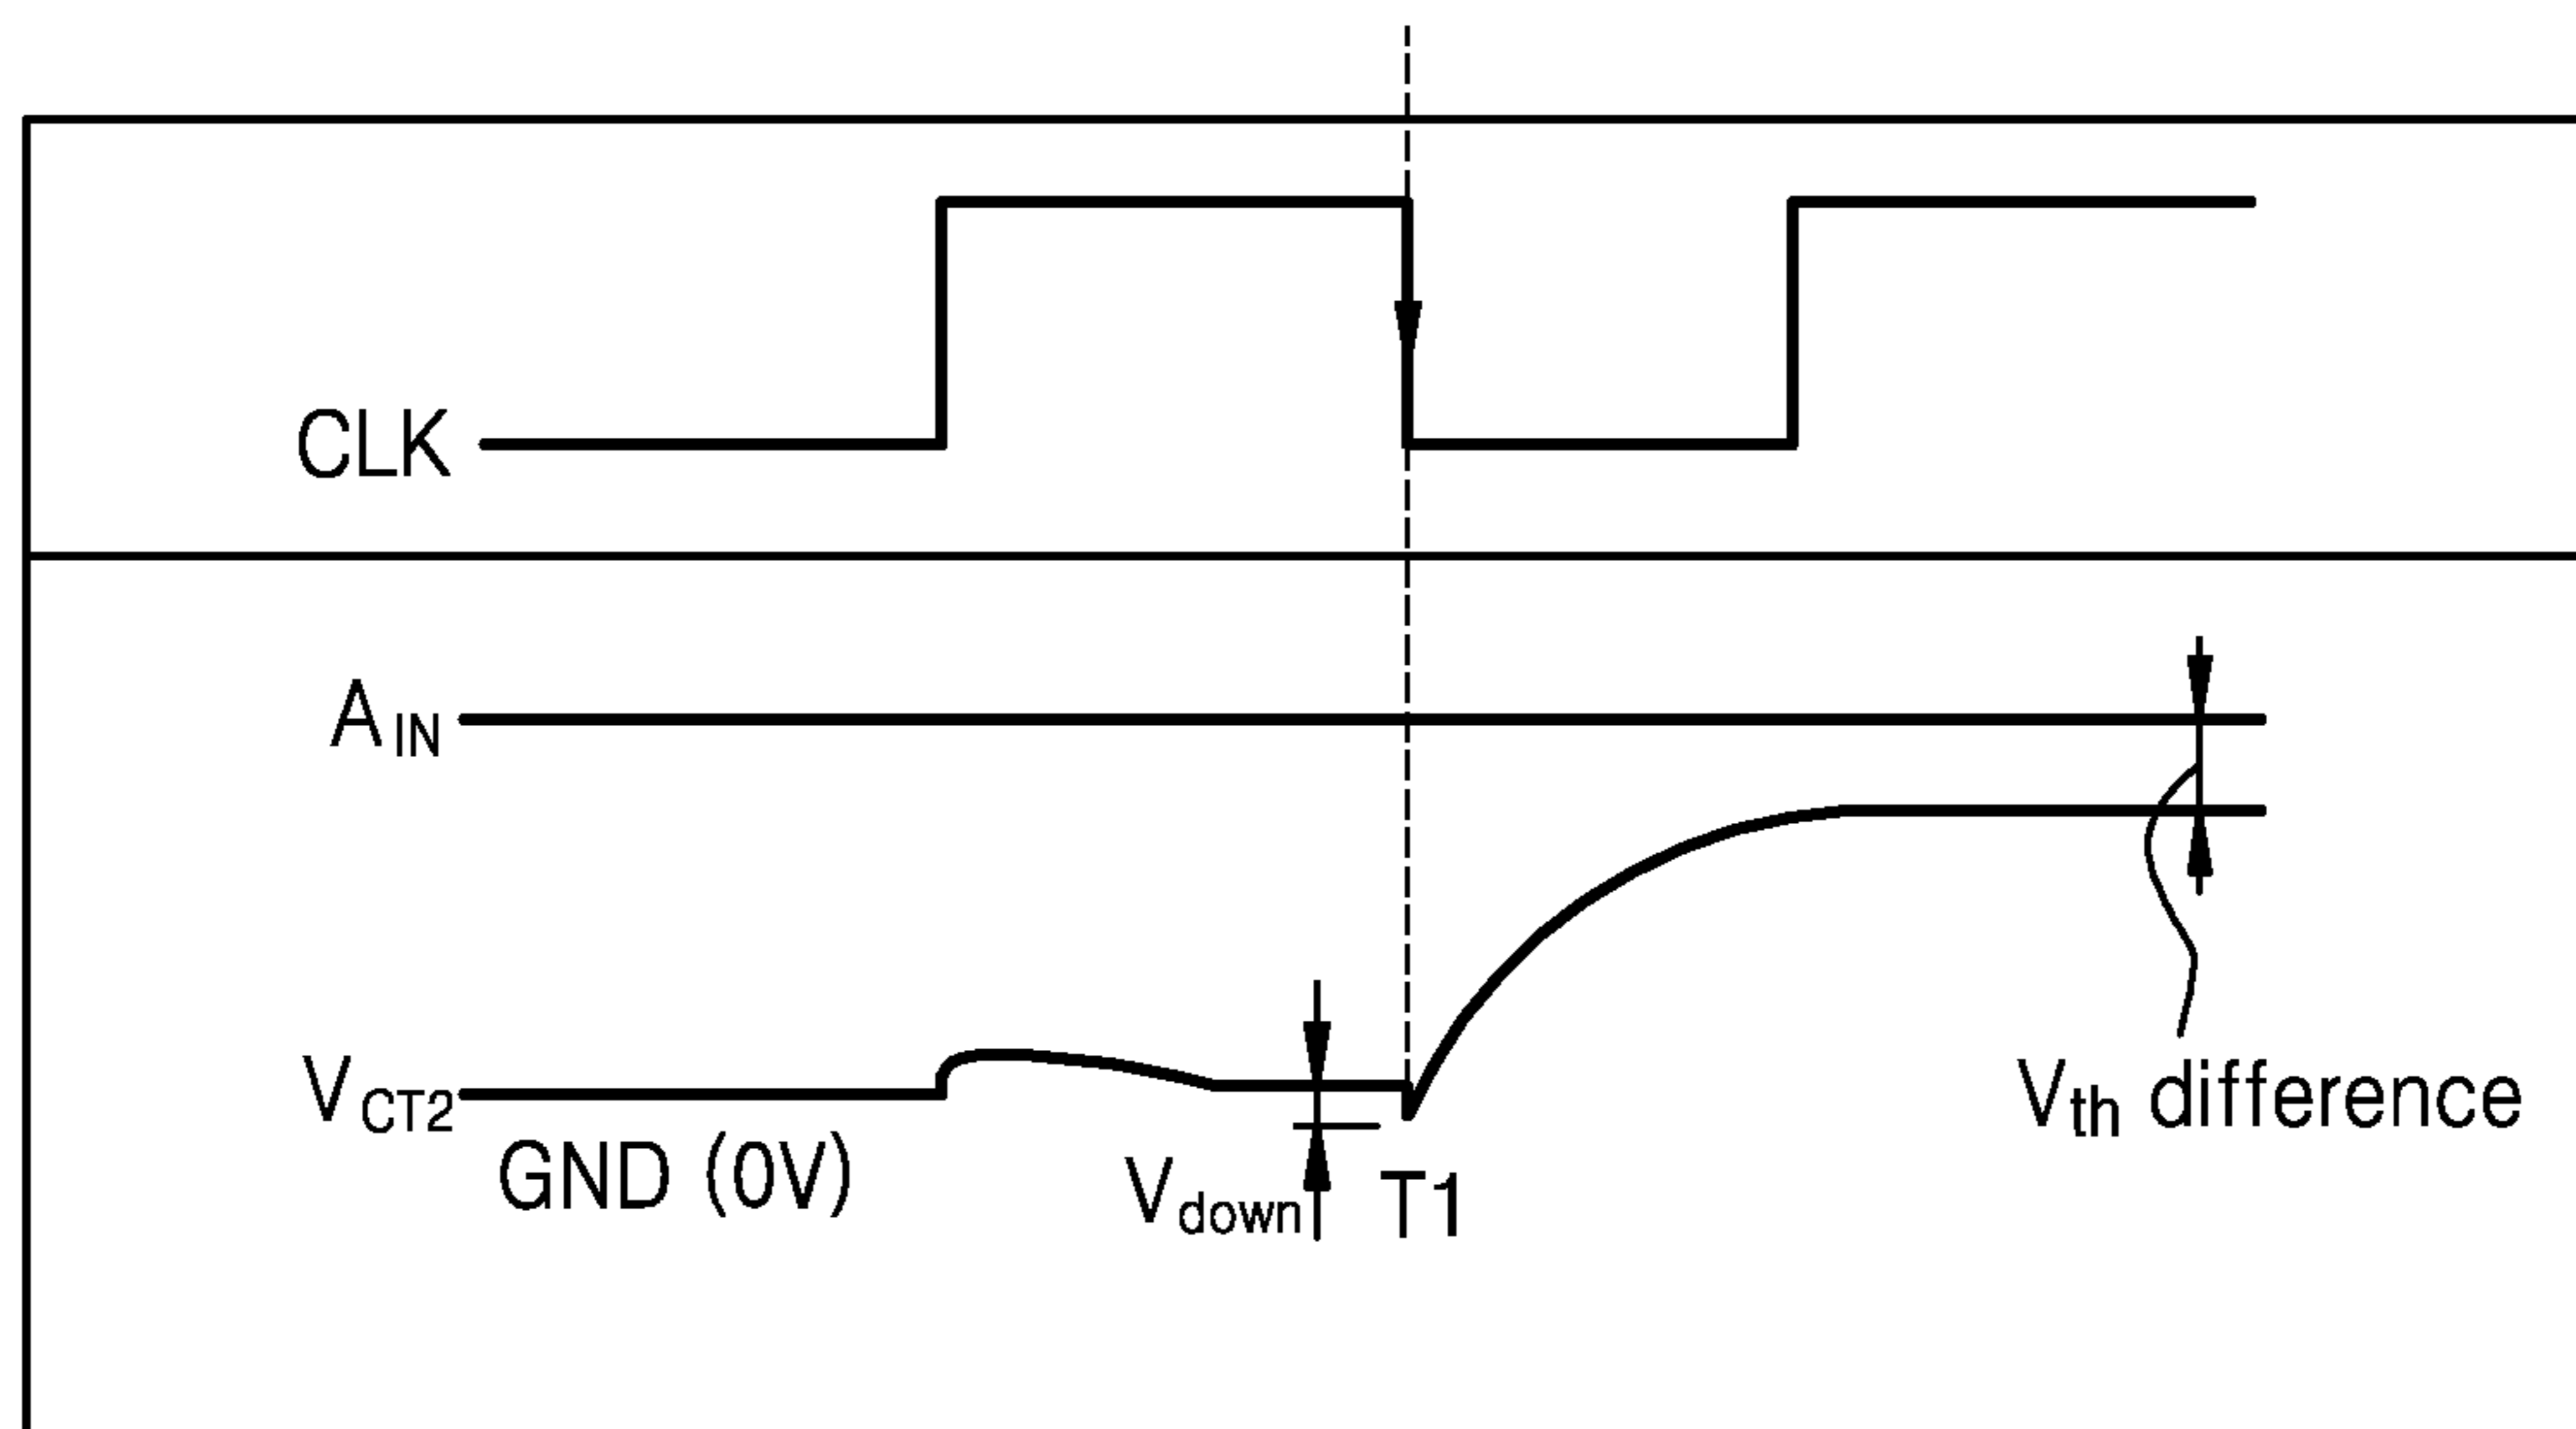 CLK
A_IN
V_CT2
GND (0V)
V_down
T1
V_th difference